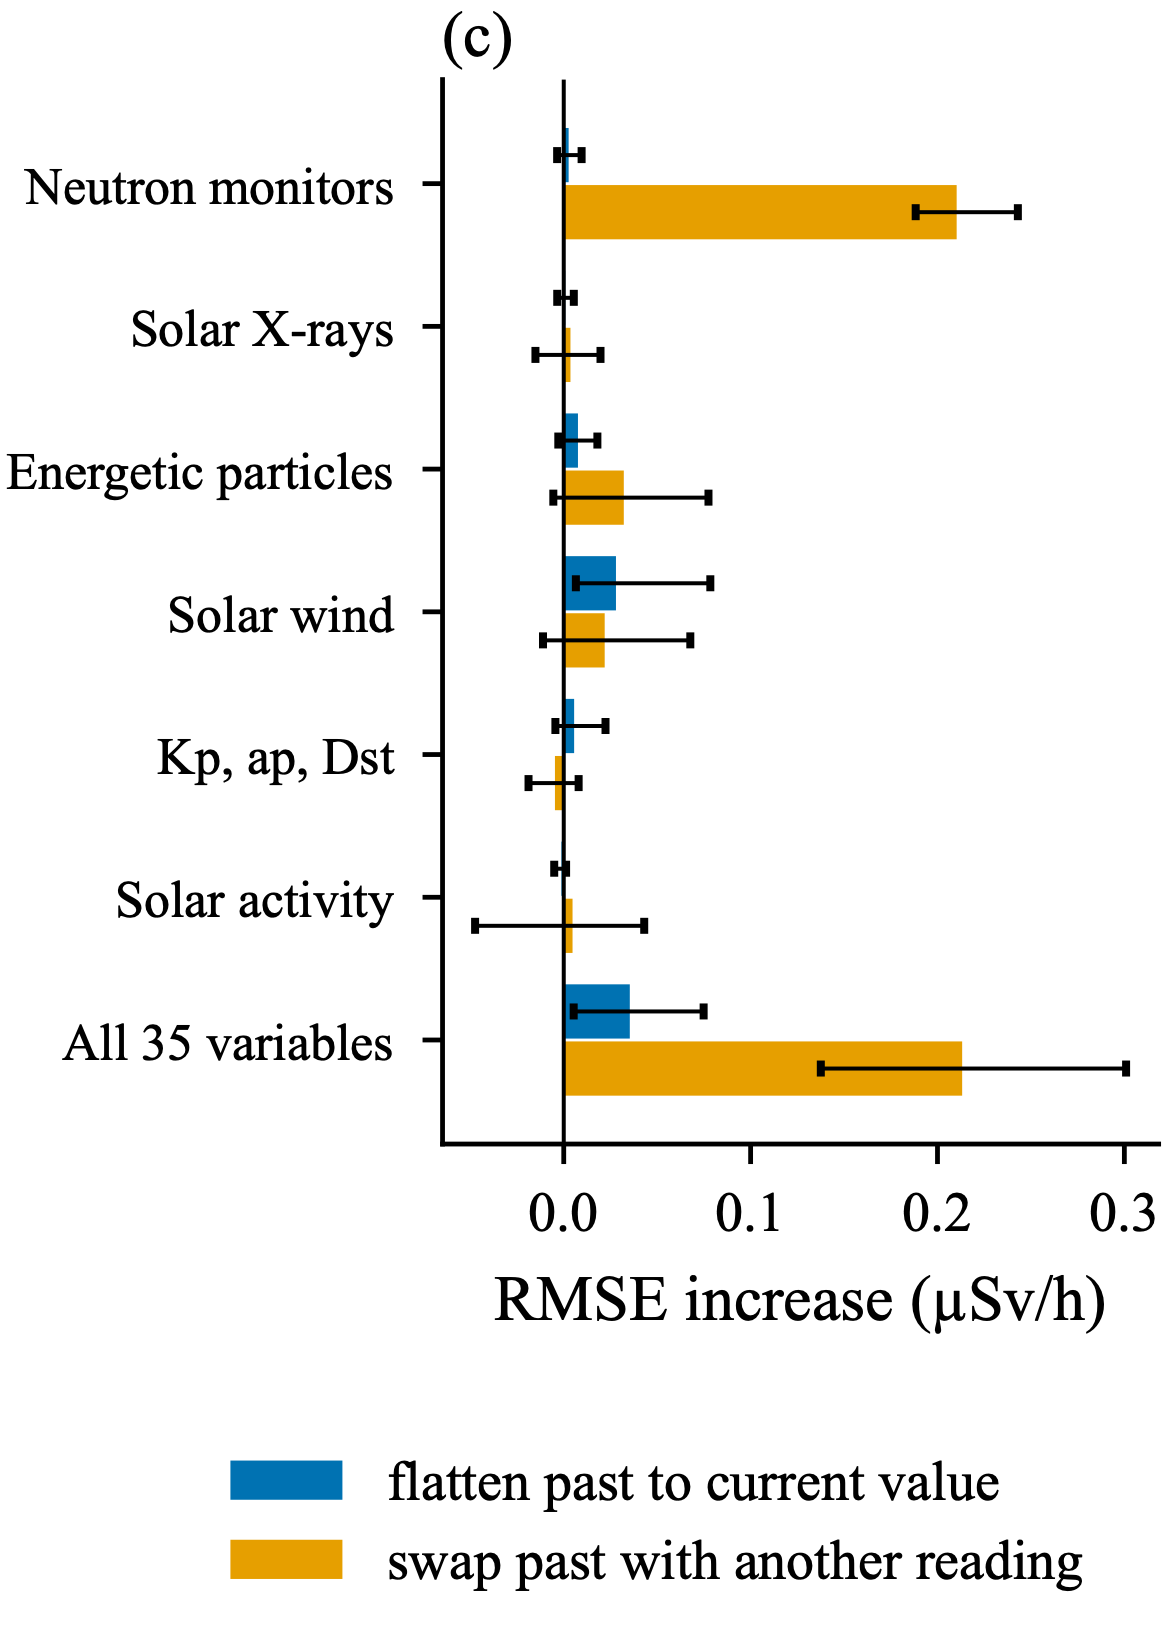 (c)
Neutron monitors
Solar X-rays
Energetic particles
Solar wind
Kp, ap, Dst
Solar activity
All 35 variables
0.0 0.1 0.2 0.3
RMSE increase (μSv/h)
flatten past to current value
swap past with another reading